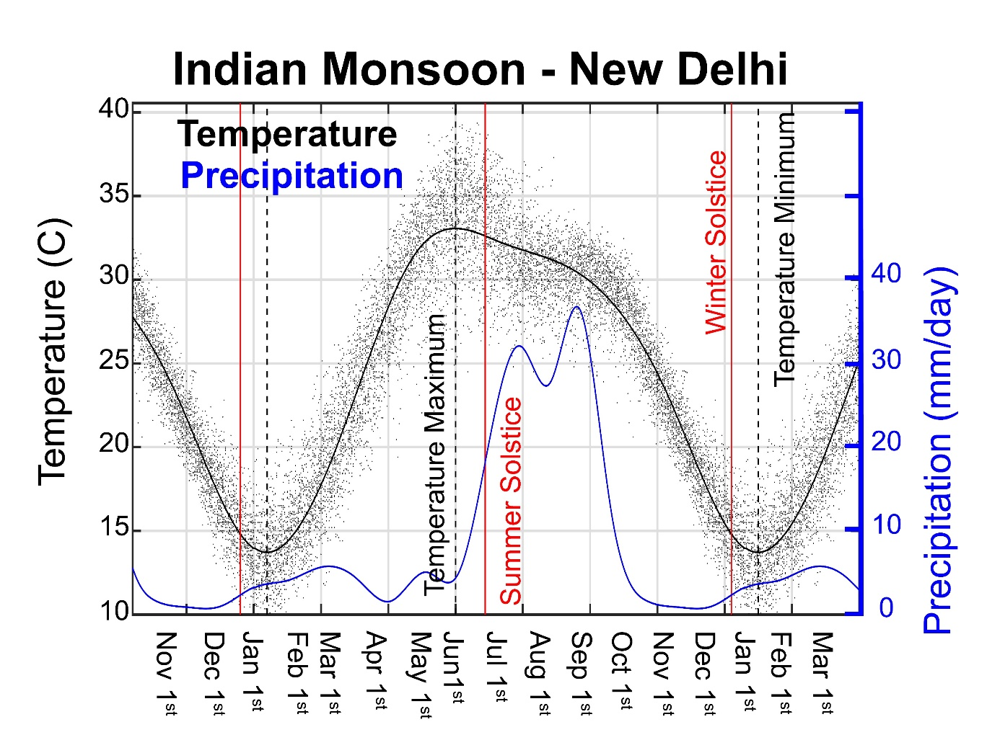 Indian Monsoon - New Delhi
Temperature
Precipitation
Temperature (C)
40
35
30
25
20
15
10
Temperature Maximum
Summer Solstice
Winter Solstice
Temperature Minimum
40
30
20
10
0
Precipitation (mm/day)
Nov 1st
Dec 1st
Jan 1st
Feb 1st
Mar 1st
Apr 1st
May 1st
Jun1st
Jul 1st
Aug 1st
Sep 1st
Oct 1st
Nov 1st
Dec 1st
Jan 1st
Feb 1st
Mar 1st